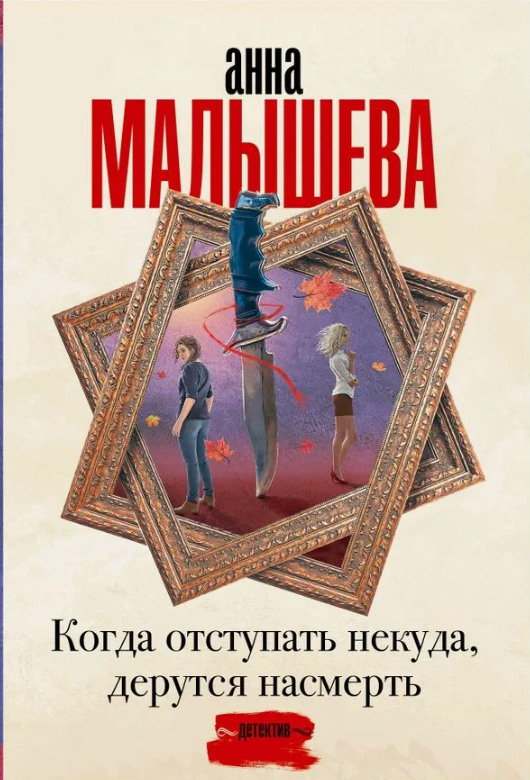 анна
МАЛЫШЕВА
Когда отступать некуда,
дерутся насмерть
~детектив~